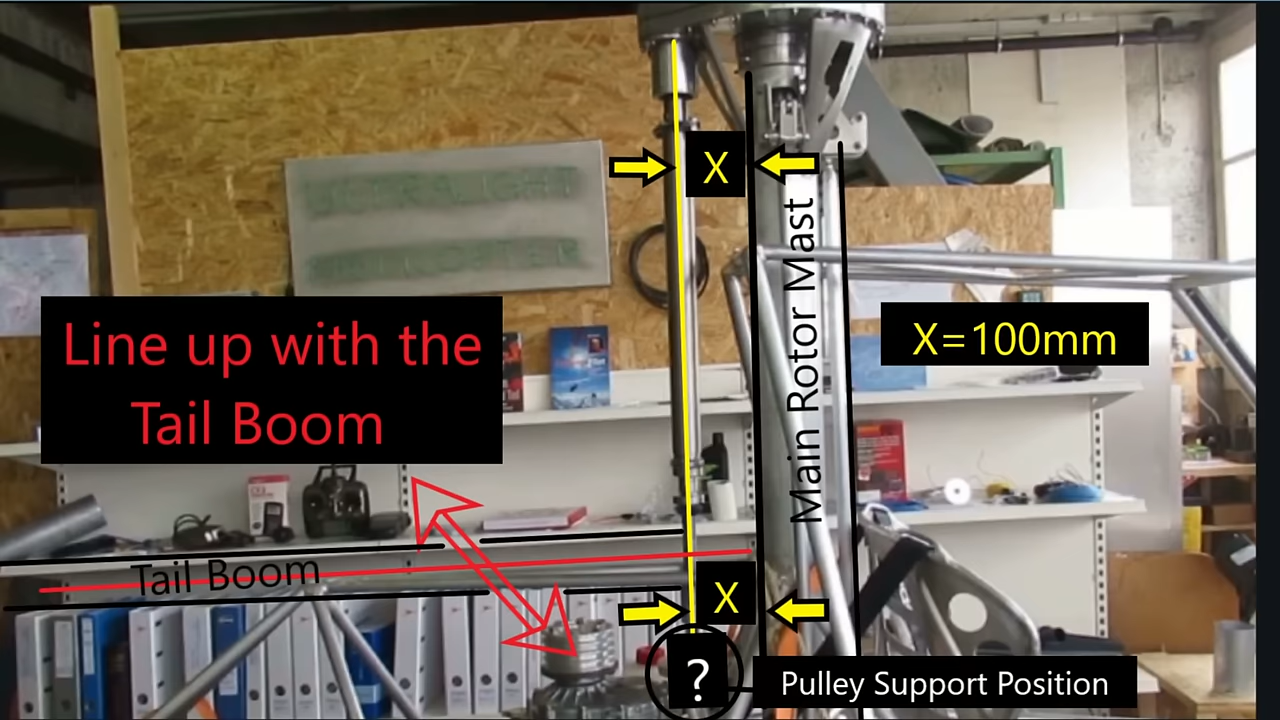 X
Main Rotor Mast
X=100mm
Line up with the
Tail Boom
Tail Boom
X
?
Pulley Support Position